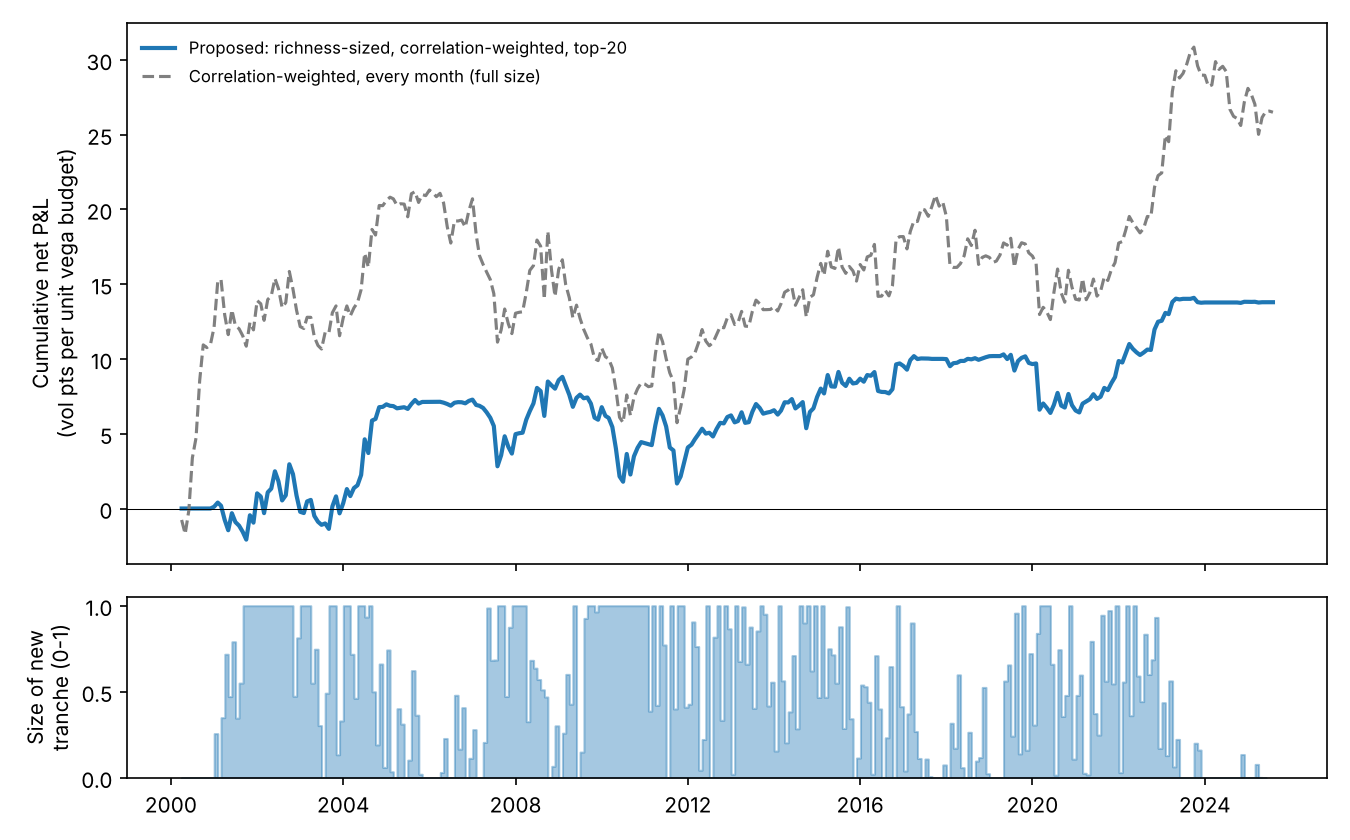 Proposed: richness-sized, correlation-weighted, top-20
Correlation-weighted, every month (full size)
Cumulative net P&L
(vol pts per unit vega budget)
30
25
20
15
10
5
0
Size of new
tranche (0-1)
1.0
0.5
0.0
2000 2004 2008 2012 2016 2020 2024